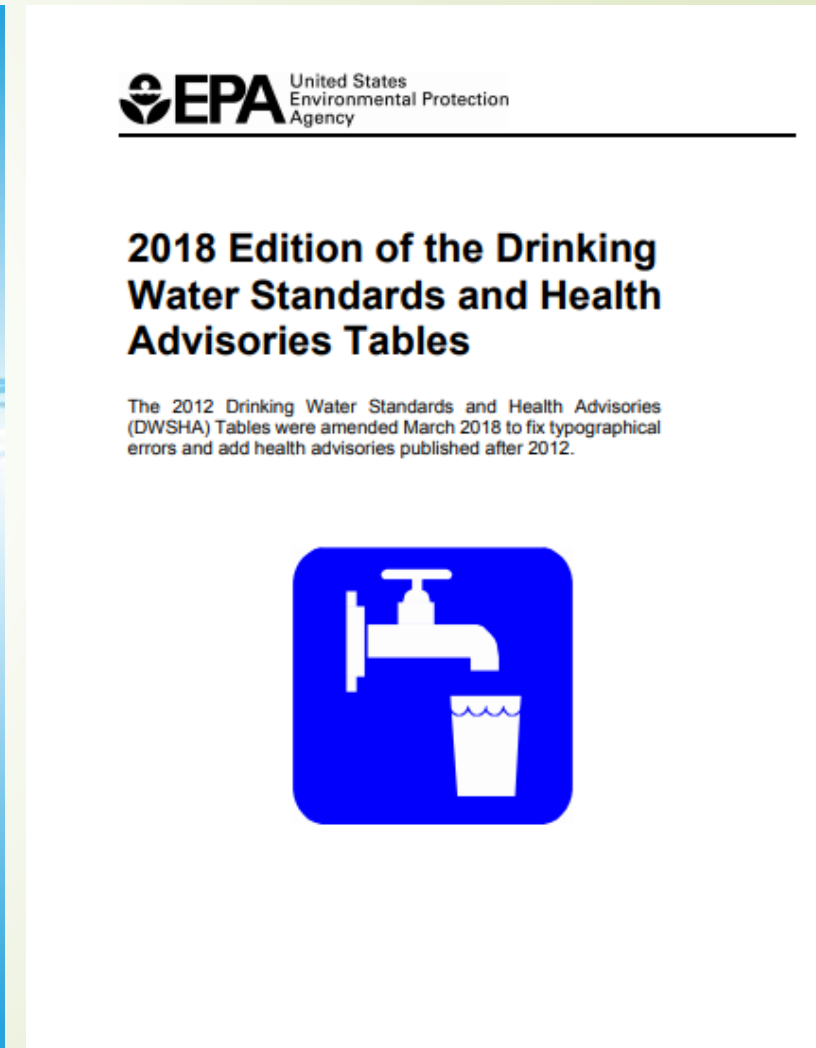 EPA
United States
Environmental Protection
Agency
2018 Edition of the Drinking
Water Standards and Health
Advisories Tables
The 2012 Drinking Water Standards and Health Advisories
(DWSHA) Tables were amended March 2018 to fix typographical
errors and add health advisories published after 2012.